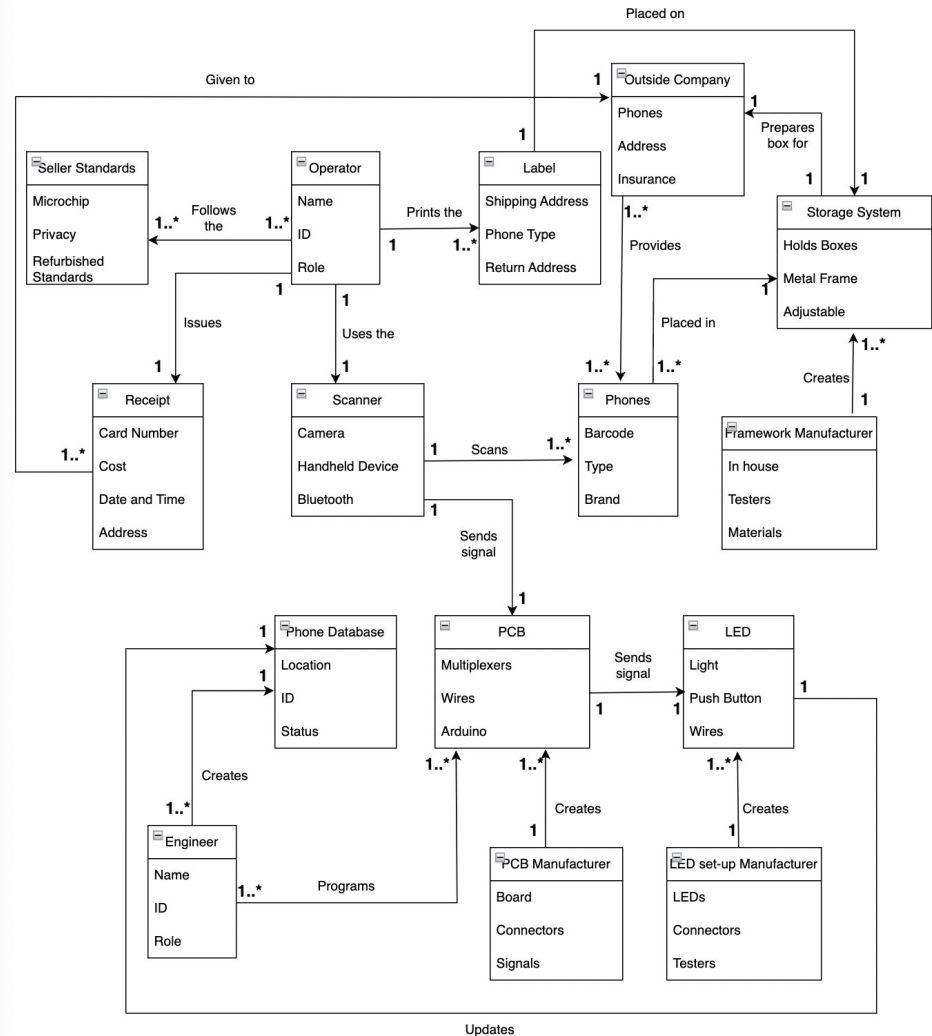 Placed on
Given to
1
Outside Company
Phones
Address
Insurance
1
Prepares
box for
1
1
1
1..*
Provides
Seller Standards
Microchip
Privacy
Refurbished
Standards
1..*
Follows
the
1..*
Operator
Name
ID
Role
Prints the
1
1..*
Label
Shipping Address
Phone Type
Return Address
Storage System
Holds Boxes
Metal Frame
Adjustable
1
1
Issues
Uses the
1
1
1
Placed in
1..*
1..*
1..*
Creates
1
Receipt
Card Number
Cost
Date and Time
Address
1..*
Scanner
Camera
Handheld Device
Bluetooth
1
Scans
1..*
1
Sends
signal
1
Phones
Barcode
Type
Brand
Framework Manufacturer
In house
Testers
Materials
1
1
Phone Database
Location
ID
Status
PCB
Multiplexers
Wires
Arduino
Sends
signal
1
1
LED
Light
Push Button
Wires
1
1..*
1..*
1..*
Creates
1..*
Creates
1
Creates
1
Engineer
Name
ID
Role
1..*
Programs
PCB Manufacturer
Board
Connectors
Signals
LED set-up Manufacturer
LEDs
Connectors
Testers
Updates